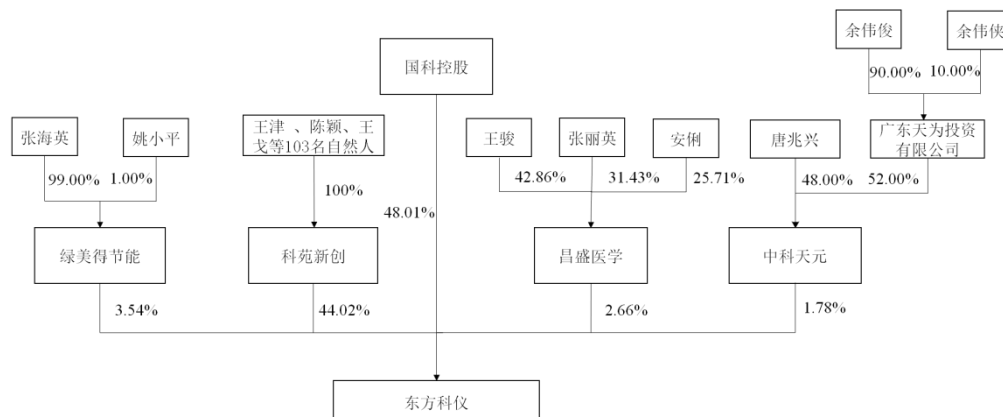 余伟俊
余伟侠
国科控股
90.00%
10.00%
张海英
姚小平
王津 、陈颖、王
戈等103名自然人
王骏
张丽英
安俐
唐兆兴
广东天为投资
有限公司
99.00%
1.00%
100%
48.01%
42.86%
31.43%
25.71%
48.00%
52.00%
绿美得节能
科苑新创
昌盛医学
中科天元
3.54%
44.02%
2.66%
1.78%
东方科仪